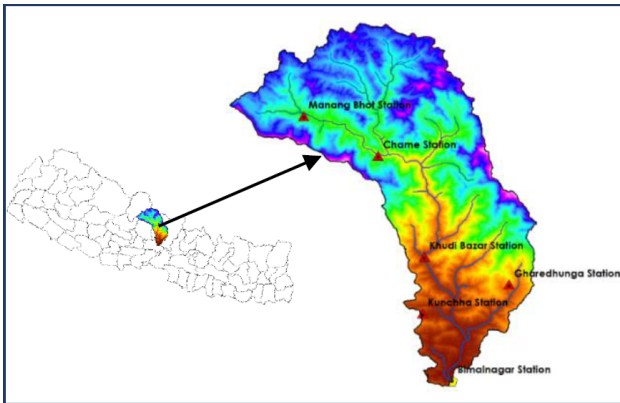 Manang Bhot Station
Chame Station
Khudi Bazar Station
Gharedhunga Station
Kunchha Station
Bimalnagar Station